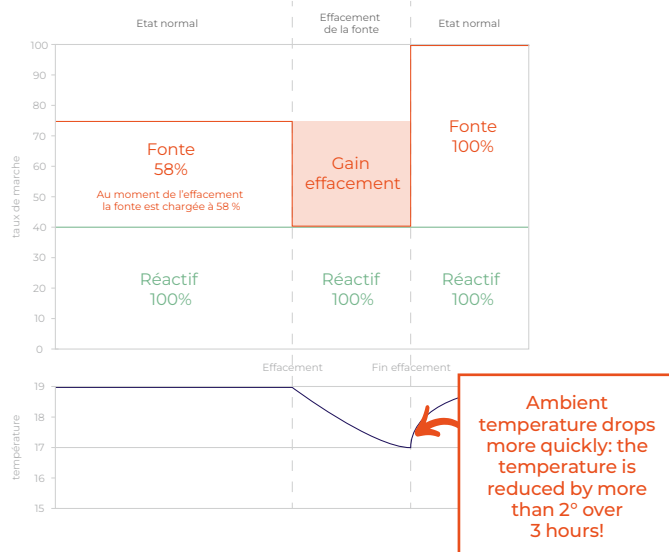 Etat normal
Effacement
de la fonte
Etat normal
100
90
80
70
60
50
40
30
20
10
0
taux de marche
Fonte
58%
Au moment de l'effacement
la fonte est chargée à 58 %
Gain
effacement
Fonte
100%
Réactif
100%
Réactif
100%
Réactif
100%
Effacement
Fin effacement
19
18
17
16
15
température
Ambient
temperature drops
more quickly: the
temperature is
reduced by more
than 2° over
3 hours!